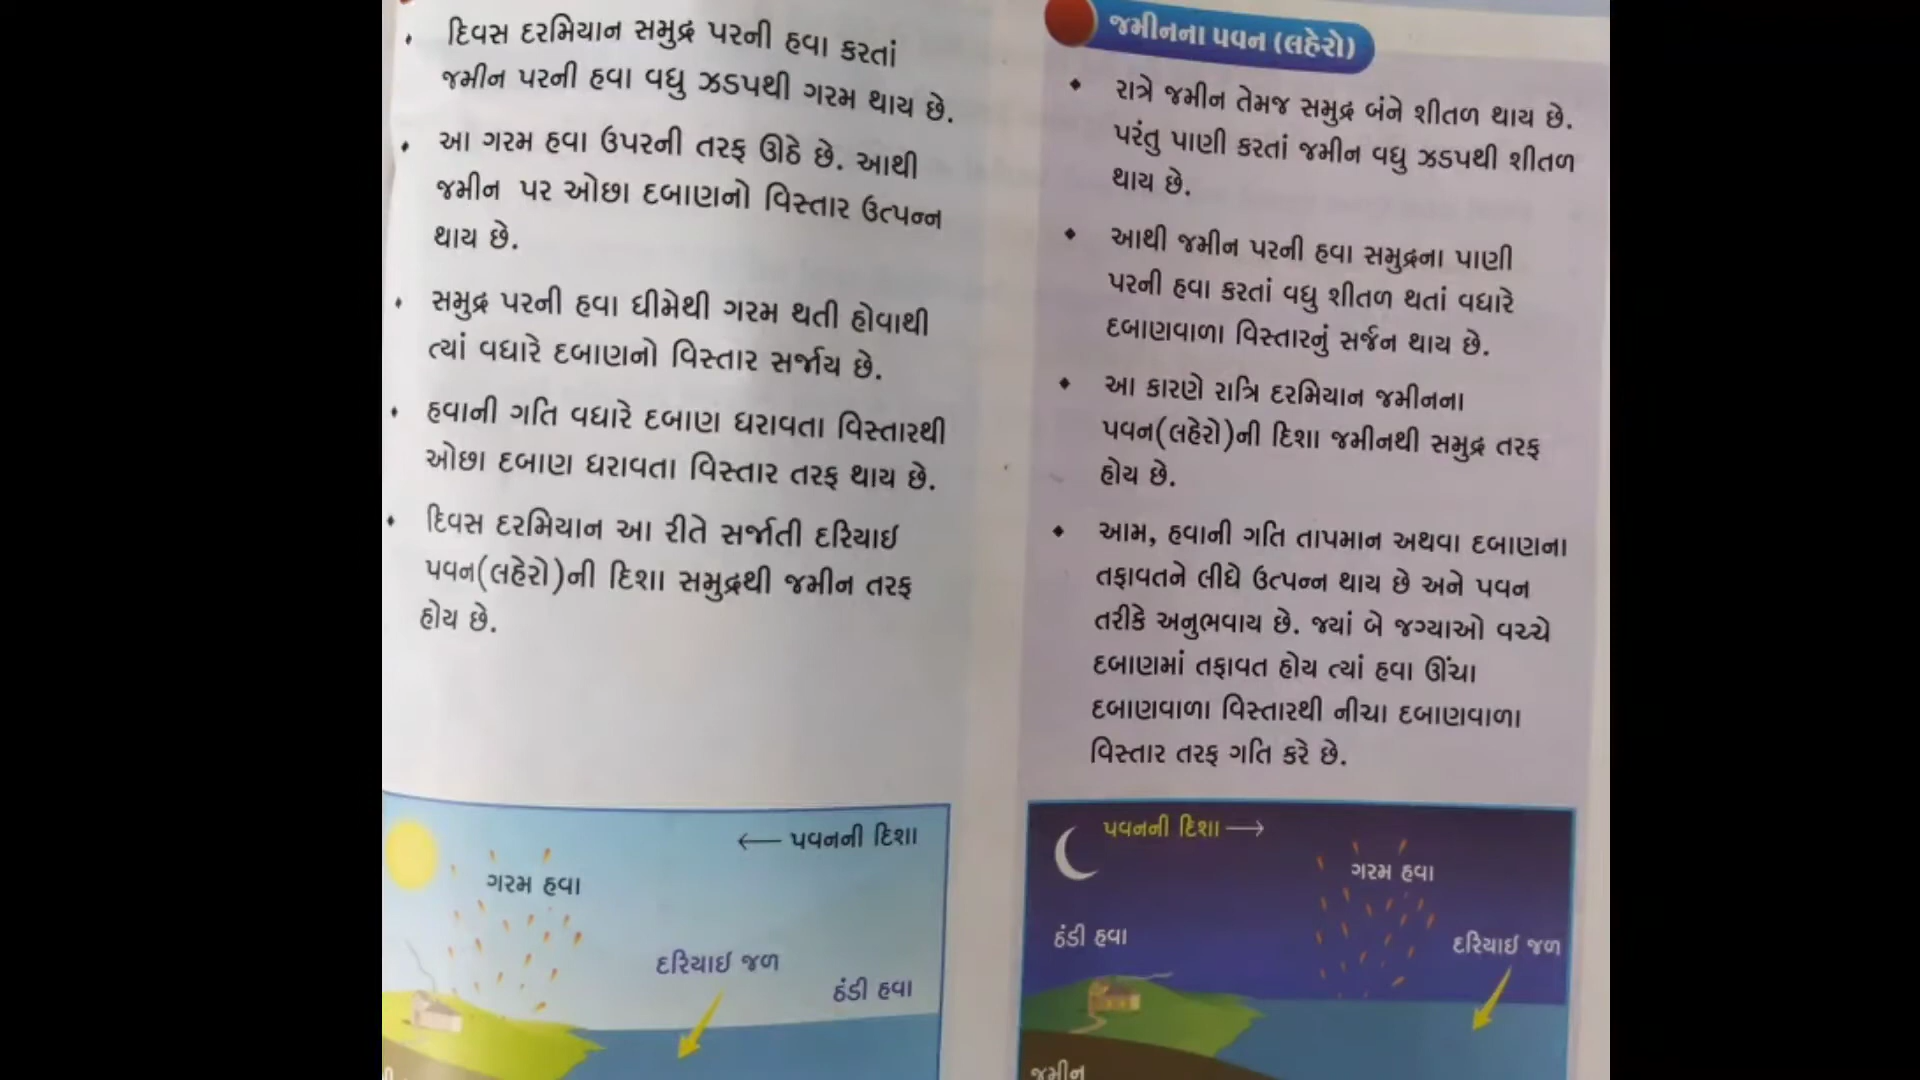 દિવસ દરમિયાન સમુદ્ર પરની હવા કરતાં
જમીન પરની હવા વધુ ઝડપથી ગરમ થાય છે.
આ ગરમ હવા ઉપરની તરફ ઊઠે છે. આથી
જમીન પર ઓછા દબાણનો વિસ્તાર ઉત્પન્ન
થાય છે.
સમુદ્ર પરની હવા ધીમેથી ગરમ થતી હોવાથી
ત્યાં વધારે દબાણનો વિસ્તાર સર્જાય છે.
હવાની ગતિ વધારે દબાણ ધરાવતા વિસ્તારથી
ઓછા દબાણ ધરાવતા વિસ્તાર તરફ થાય છે.
દિવસ દરમિયાન આ રીતે સર્જાતી દરિયાઈ
પવન(લહેરો)ની દિશા સમુદ્રથી જમીન તરફ
હોય છે.
← પવનની દિશા
ગરમ હવા
દરિયાઈ જળ
ઠંડી હવા
જમીનના પવન (લહેરો)
રાત્રે જમીન તેમજ સમુદ્ર બંને શીતળ થાય છે.
પરંતુ પાણી કરતાં જમીન વધુ ઝડપથી શીતળ
થાય છે.
આથી જમીન પરની હવા સમુદ્રના પાણી
પરની હવા કરતાં વધુ શીતળ થતાં વધારે
દબાણવાળા વિસ્તારનું સર્જન થાય છે.
આ કારણે રાત્રિ દરમિયાન જમીનના
પવન(લહેરો)ની દિશા જમીનથી સમુદ્ર તરફ
હોય છે.
આમ, હવાની ગતિ તાપમાન અથવા દબાણના
તફાવતને લીધે ઉત્પન્ન થાય છે અને પવન
તરીકે અનુભવાય છે. જ્યાં બે જગ્યાઓ વચ્ચે
દબાણમાં તફાવત હોય ત્યાં હવા ઊંચા
દબાણવાળા વિસ્તારથી નીચા દબાણવાળા
વિસ્તાર તરફ ગતિ કરે છે.
પવનની દિશા →
ગરમ હવા
ઠંડી હવા
દરિયાઈ જળ
જમીન